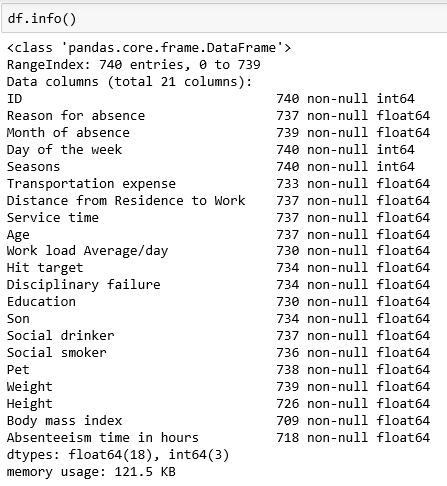 df.info()
<class 'pandas.core.frame.DataFrame'>
RangeIndex: 740 entries, 0 to 739
Data columns (total 21 columns):
ID 740 non-null int64
Reason for absence 737 non-null float64
Month of absence 739 non-null float64
Day of the week 740 non-null int64
Seasons 740 non-null int64
Transportation expense 733 non-null float64
Distance from Residence to Work 737 non-null float64
Service time 737 non-null float64
Age 737 non-null float64
Work load Average/day 730 non-null float64
Hit target 734 non-null float64
Disciplinary failure 734 non-null float64
Education 730 non-null float64
Son 734 non-null float64
Social drinker 737 non-null float64
Social smoker 736 non-null float64
Pet 738 non-null float64
Weight 739 non-null float64
Height 726 non-null float64
Body mass index 709 non-null float64
Absenteeism time in hours 718 non-null float64
dtypes: float64(18), int64(3)
memory usage: 121.5 KB